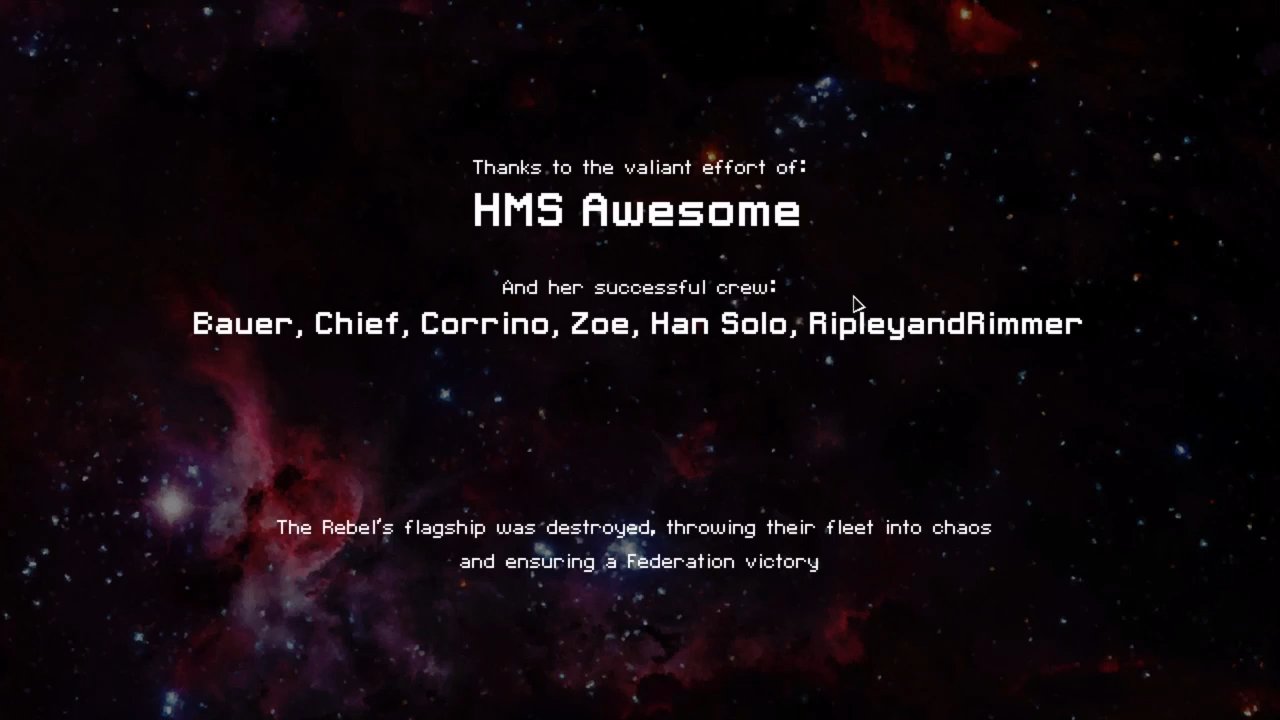 Thanks to the valiant effort of:
HMS Awesome
And her successful crew:
Bauer, Chief, Corrino, Zoe, Han Solo, RipleyandRimmer
The Rebel's flagship was destroyed, throwing their fleet into chaos
and ensuring a Federation victory